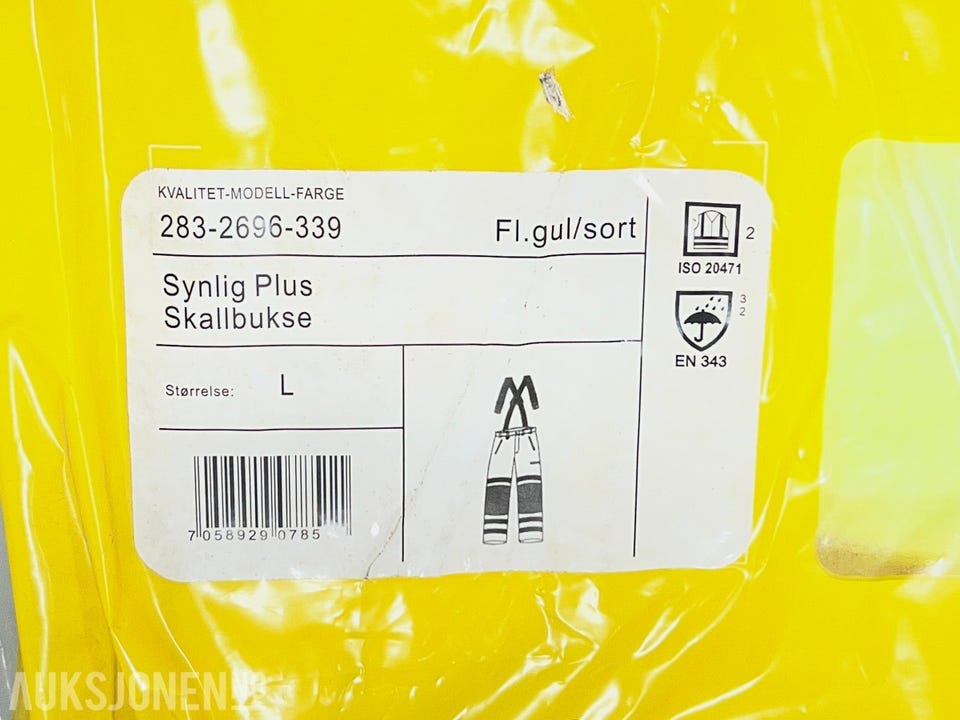 KVALITET-MODELL-FARGE
283-2696-339
Fl.gul/sort
2
ISO 20471
Synlig Plus
Skallbukse
3
2
EN 343
Størrelse: L
7 058929 0785
AUKSJONEN